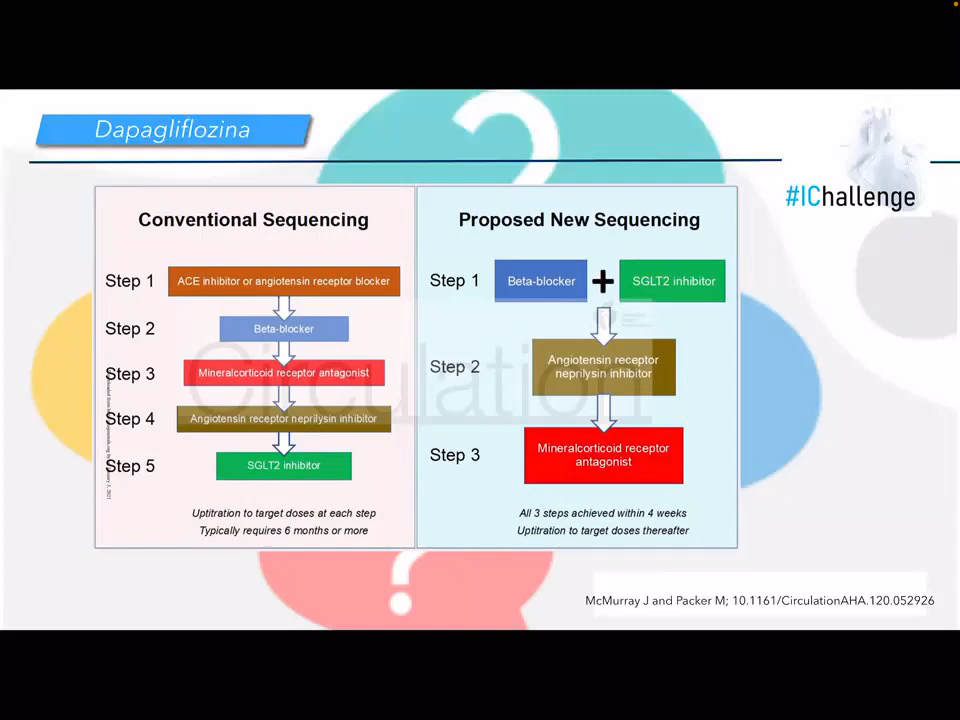 Dapagliflozina
#IChallenge
Conventional Sequencing
Step 1
ACE inhibitor or angiotensin receptor blocker
Step 2
Beta-blocker
Step 3
Mineralcorticoid receptor antagonist
Step 4
Angiotensin receptor neprilysin inhibitor
Step 5
SGLT2 inhibitor
Uptitration to target doses at each step
Typically requires 6 months or more
Proposed New Sequencing
Step 1
Beta-blocker + SGLT2 inhibitor
Step 2
Angiotensin receptor
neprilysin inhibitor
Step 3
Mineralcorticoid receptor
antagonist
All 3 steps achieved within 4 weeks
Uptitration to target doses thereafter
Circulation
McMurray J and Packer M; 10.1161/CirculationAHA.120.052926